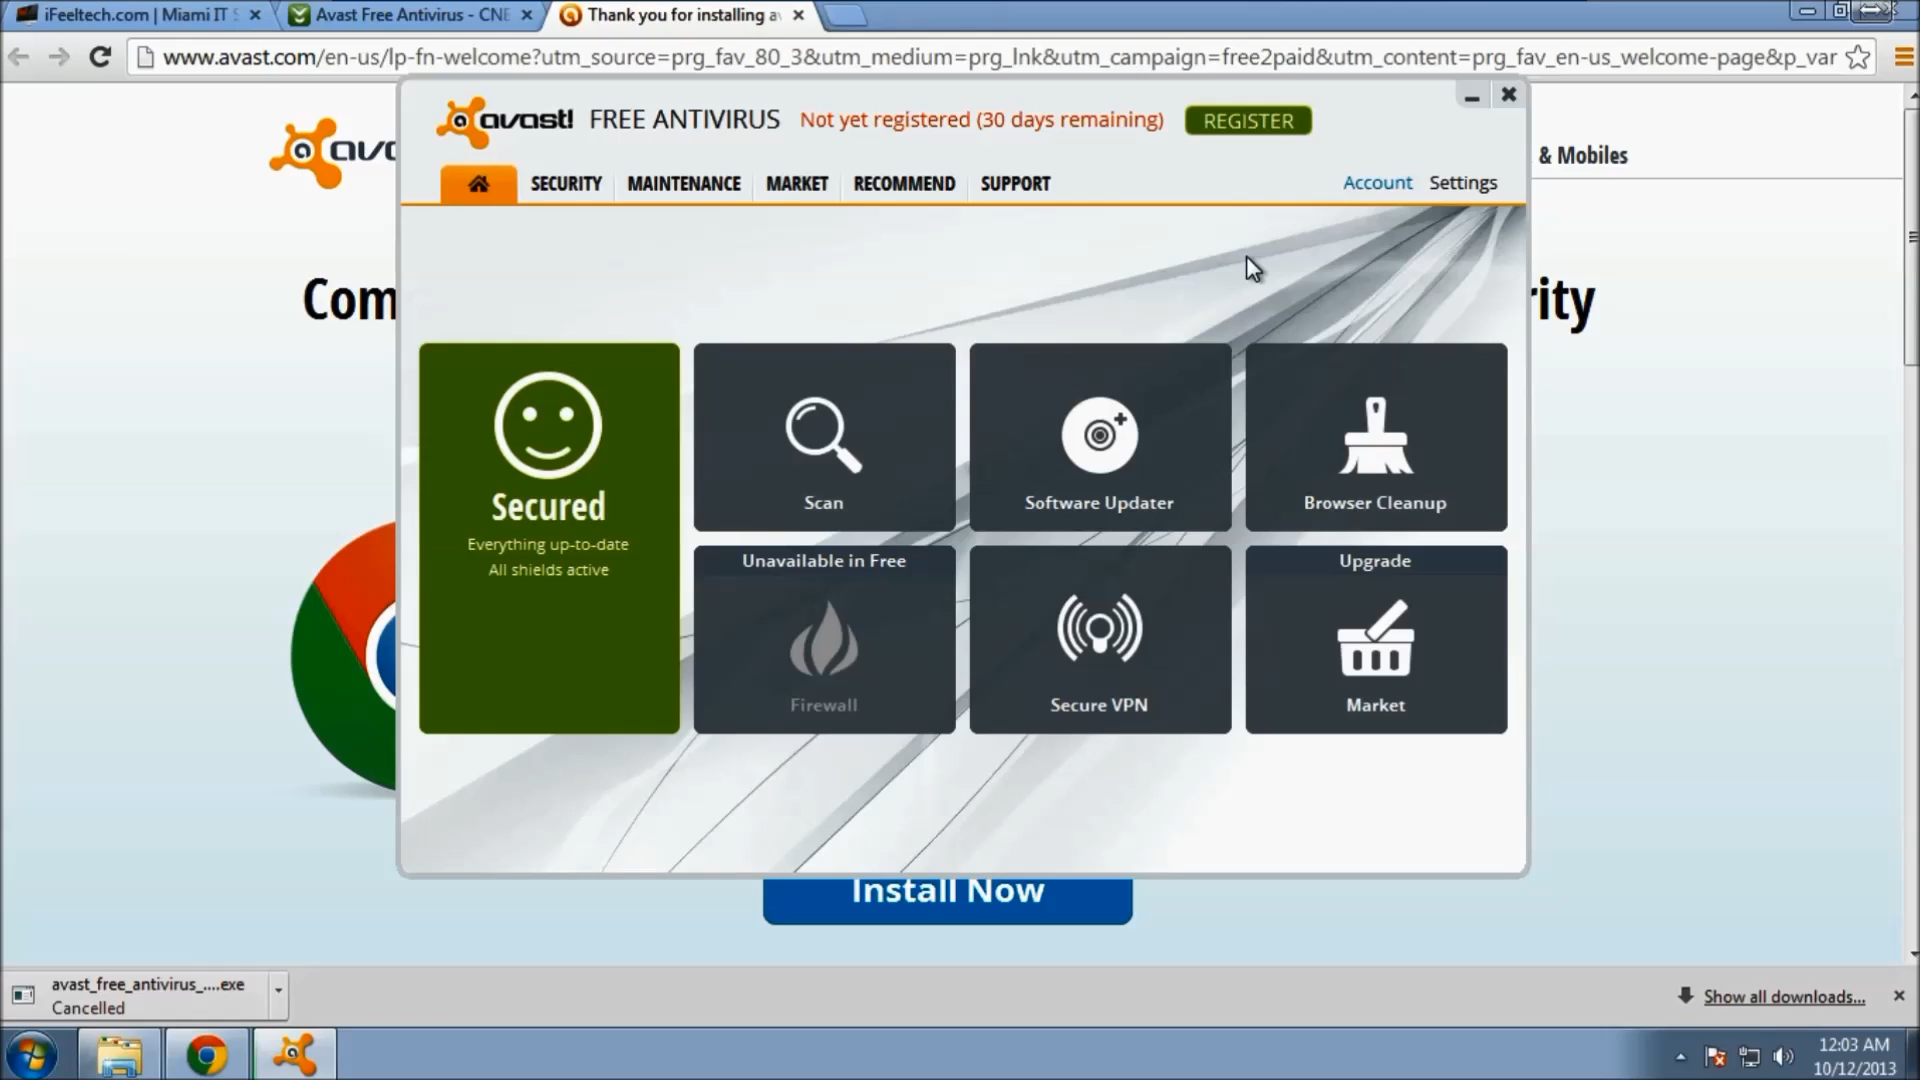 iFeeltech.com | Miami IT S
Avast Free Antivirus - CNE
Thank you for installing av
www.avast.com/en-us/lp-fn-welcome?utm_source=prg_fav_80_3&utm_medium=prg_lnk&utm_campaign=free2paid&utm_content=prg_fav_en-us_welcome-page&p_var
avast! FREE ANTIVIRUS Not yet registered (30 days remaining) REGISTER
avo
& Mobiles
SECURITY MAINTENANCE MARKET RECOMMEND SUPPORT Account Settings
Com
rity
Secured
Everything up-to-date
All shields active
Scan
Software Updater
Browser Cleanup
Unavailable in Free
Firewall
Secure VPN
Upgrade
Market
Install Now
avast_free_antivirus_....exe
Cancelled
Show all downloads...
12:03 AM
10/12/2013